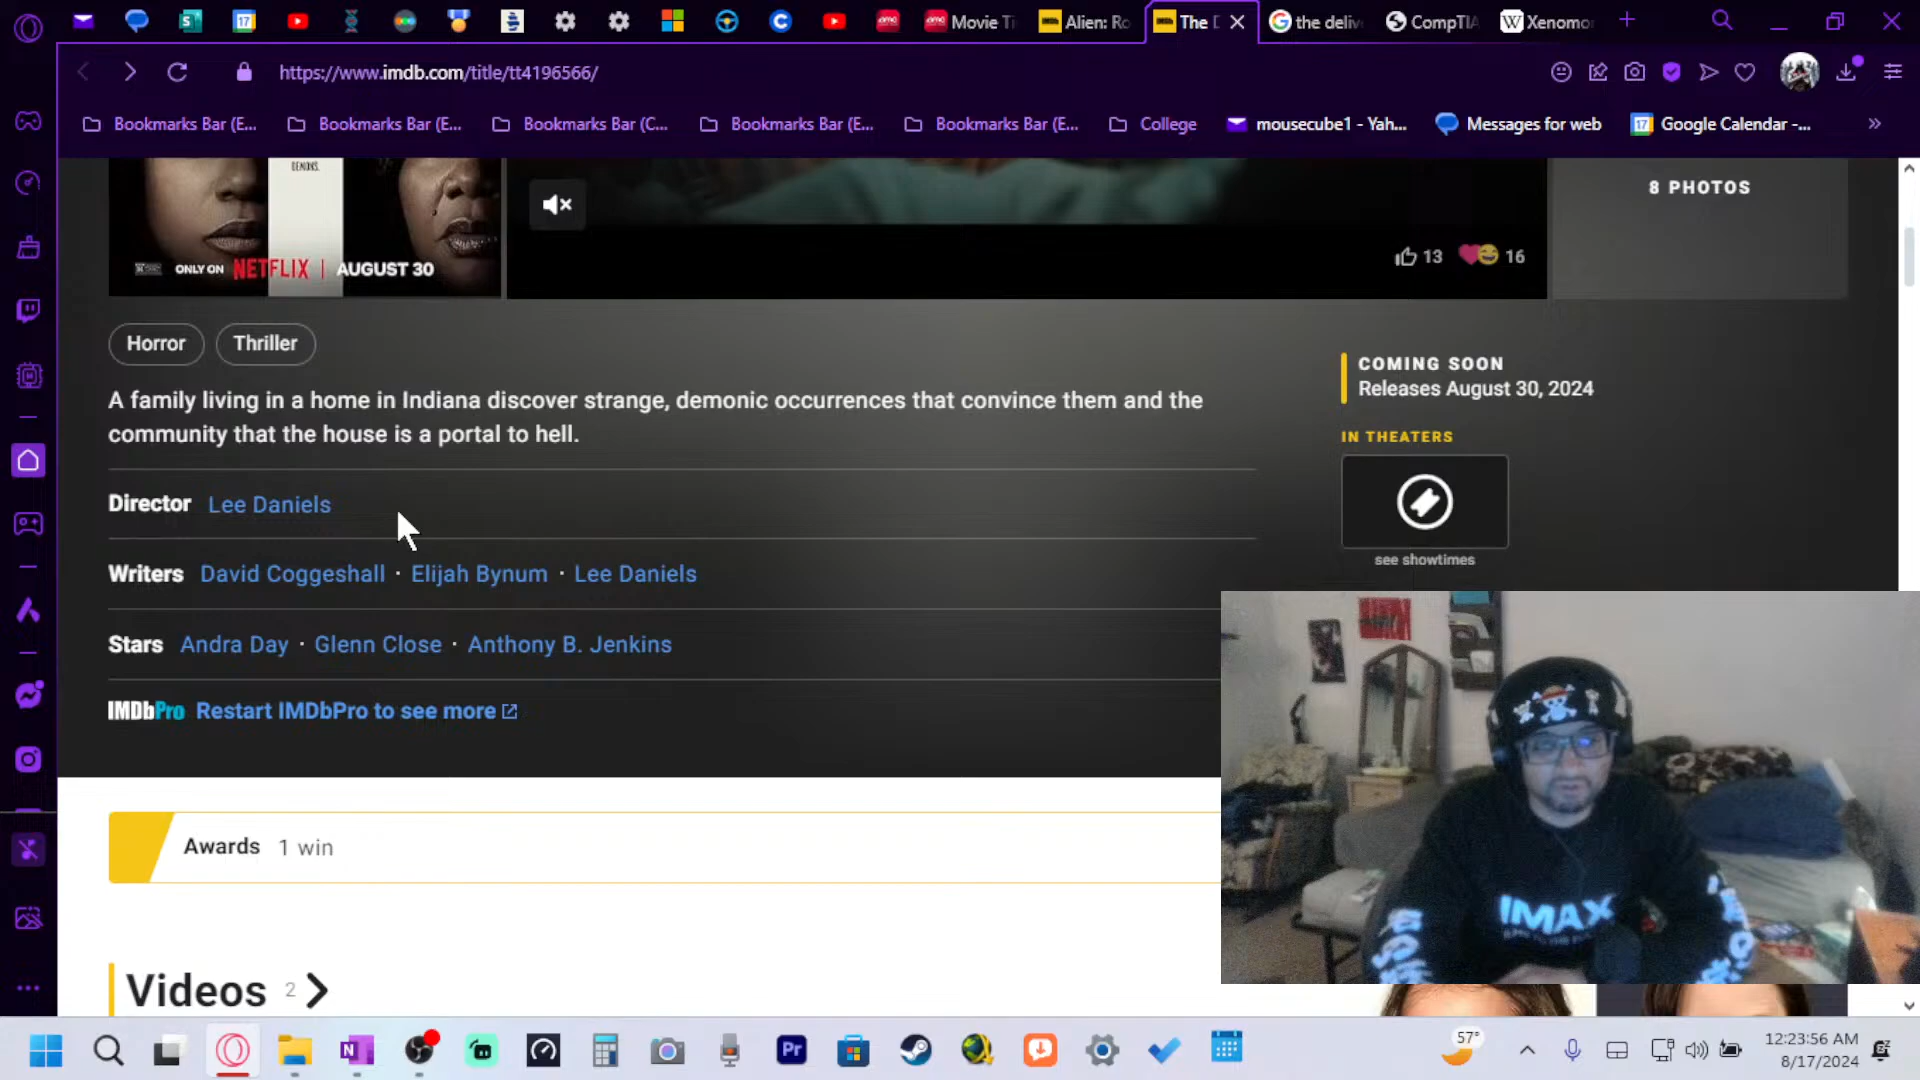 Movie Ti
Alien: Ro
The D
the delive
CompTIA
Xenomo
https://www.imdb.com/title/tt4196566/
Bookmarks Bar (E...
Bookmarks Bar (E...
Bookmarks Bar (C...
Bookmarks Bar (E...
Bookmarks Bar (E...
College
mousecube1 - Yah...
Messages for web
Google Calendar -...
DEMONS.
ONLY ON NETFLIX | AUGUST 30
8 PHOTOS
13
16
Horror
Thriller
A family living in a home in Indiana discover strange, demonic occurrences that convince them and the
community that the house is a portal to hell.
COMING SOON
Releases August 30, 2024
IN THEATERS
see showtimes
Director Lee Daniels
Writers David Coggeshall · Elijah Bynum · Lee Daniels
Stars Andra Day · Glenn Close · Anthony B. Jenkins
IMDbPro Restart IMDbPro to see more
Awards 1 win
Videos 2
IMAX
57°
12:23:56 AM
8/17/2024